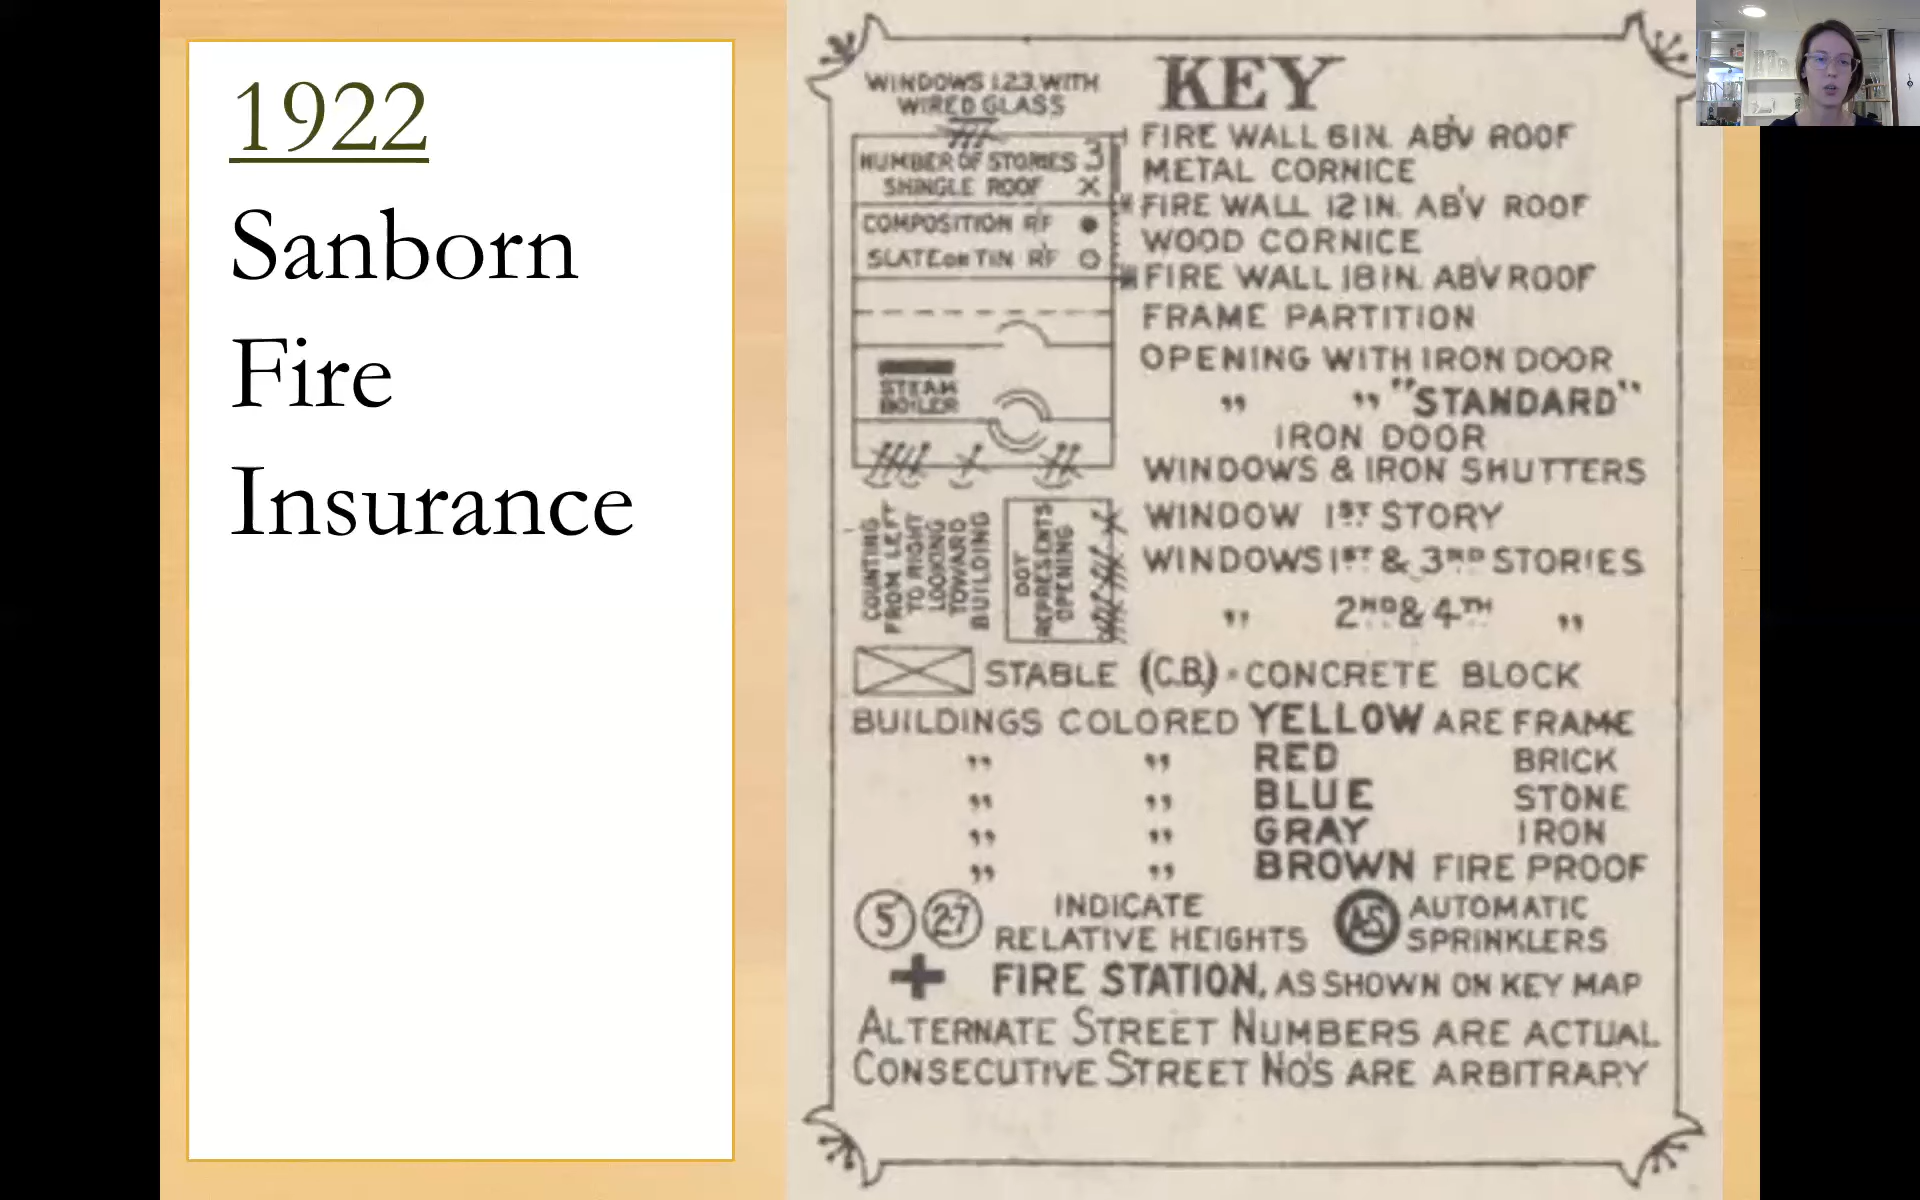 1922
Sanborn
Fire
Insurance
KEY
WINDOWS 1.2.3. WITH
WIRED GLASS
NUMBER OF STORIES 3
SHINGLE ROOF X
COMPOSITION R'F
SLATE OR TIN R'F
STEAM
BOILER
FIRE WALL 6 IN. AB'V ROOF
METAL CORNICE
FIRE WALL 12 IN. AB'V ROOF
WOOD CORNICE
FIRE WALL 18 IN. AB'V ROOF
FRAME PARTITION
OPENING WITH IRON DOOR
" " "STANDARD"
IRON DOOR
WINDOWS & IRON SHUTTERS
WINDOW 1ST STORY
WINDOWS 1ST & 3RD STORIES
" 2ND & 4TH "
COUNTING
FROM LEFT
TO RIGHT
LOOKING
TOWARD
BUILDING
DOT
REPRESENTS
OPENING
STABLE (C.B.) - CONCRETE BLOCK
BUILDINGS COLORED YELLOW ARE FRAME
" " RED BRICK
" " BLUE STONE
" " GRAY IRON
" " BROWN FIRE PROOF
5 27 INDICATE
RELATIVE HEIGHTS
AS AUTOMATIC
SPRINKLERS
FIRE STATION, AS SHOWN ON KEY MAP
ALTERNATE STREET NUMBERS ARE ACTUAL
CONSECUTIVE STREET NO'S ARE ARBITRARY